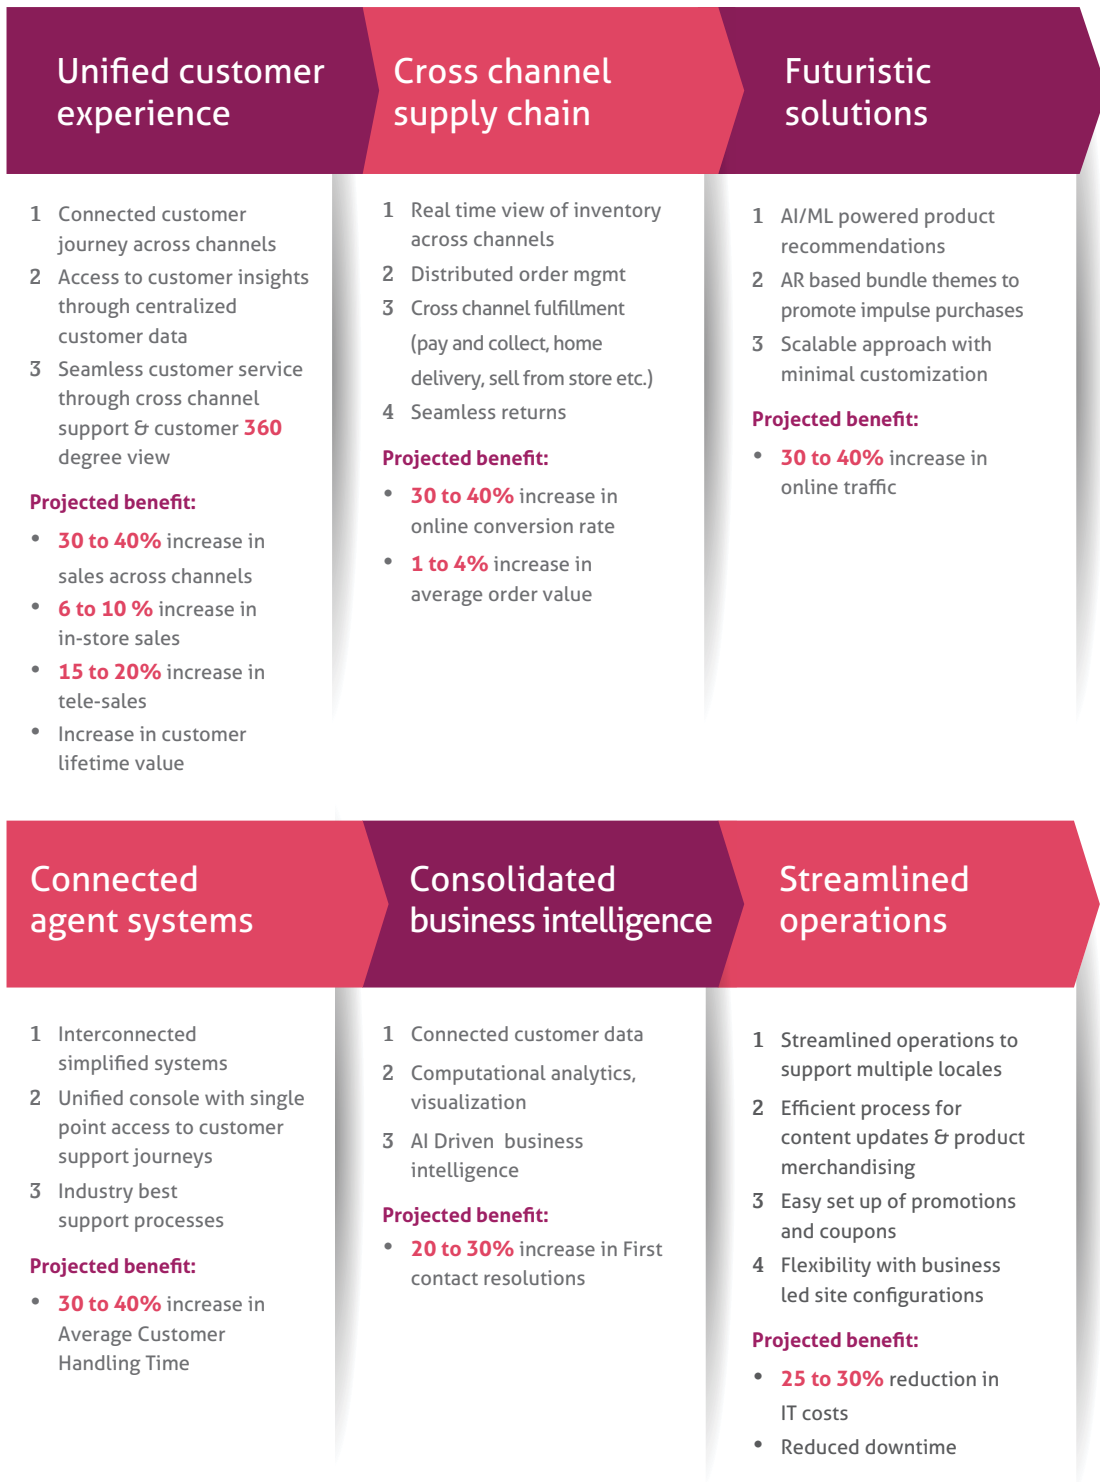 Unified customer
experience
1 Connected customer
journey across channels
2 Access to customer insights
through centralized
customer data
3 Seamless customer service
through cross channel
support & customer 360
degree view
Projected benefit:
• 30 to 40% increase in
sales across channels
• 6 to 10 % increase in
in-store sales
• 15 to 20% increase in
tele-sales
• Increase in customer
lifetime value
Cross channel
supply chain
1 Real time view of inventory
across channels
2 Distributed order mgmt
3 Cross channel fulfillment
(pay and collect, home
delivery, sell from store etc.)
4 Seamless returns
Projected benefit:
• 30 to 40% increase in
online conversion rate
• 1 to 4% increase in
average order value
Futuristic
solutions
1 AI/ML powered product
recommendations
2 AR based bundle themes to
promote impulse purchases
3 Scalable approach with
minimal customization
Projected benefit:
• 30 to 40% increase in
online traffic
Connected
agent systems
1 Interconnected
simplified systems
2 Unified console with single
point access to customer
support journeys
3 Industry best
support processes
Projected benefit:
• 30 to 40% increase in
Average Customer
Handling Time
Consolidated
business intelligence
1 Connected customer data
2 Computational analytics,
visualization
3 AI Driven business
intelligence
Projected benefit:
• 20 to 30% increase in First
contact resolutions
Streamlined
operations
1 Streamlined operations to
support multiple locales
2 Efficient process for
content updates & product
merchandising
3 Easy set up of promotions
and coupons
4 Flexibility with business
led site configurations
Projected benefit:
• 25 to 30% reduction in
IT costs
• Reduced downtime